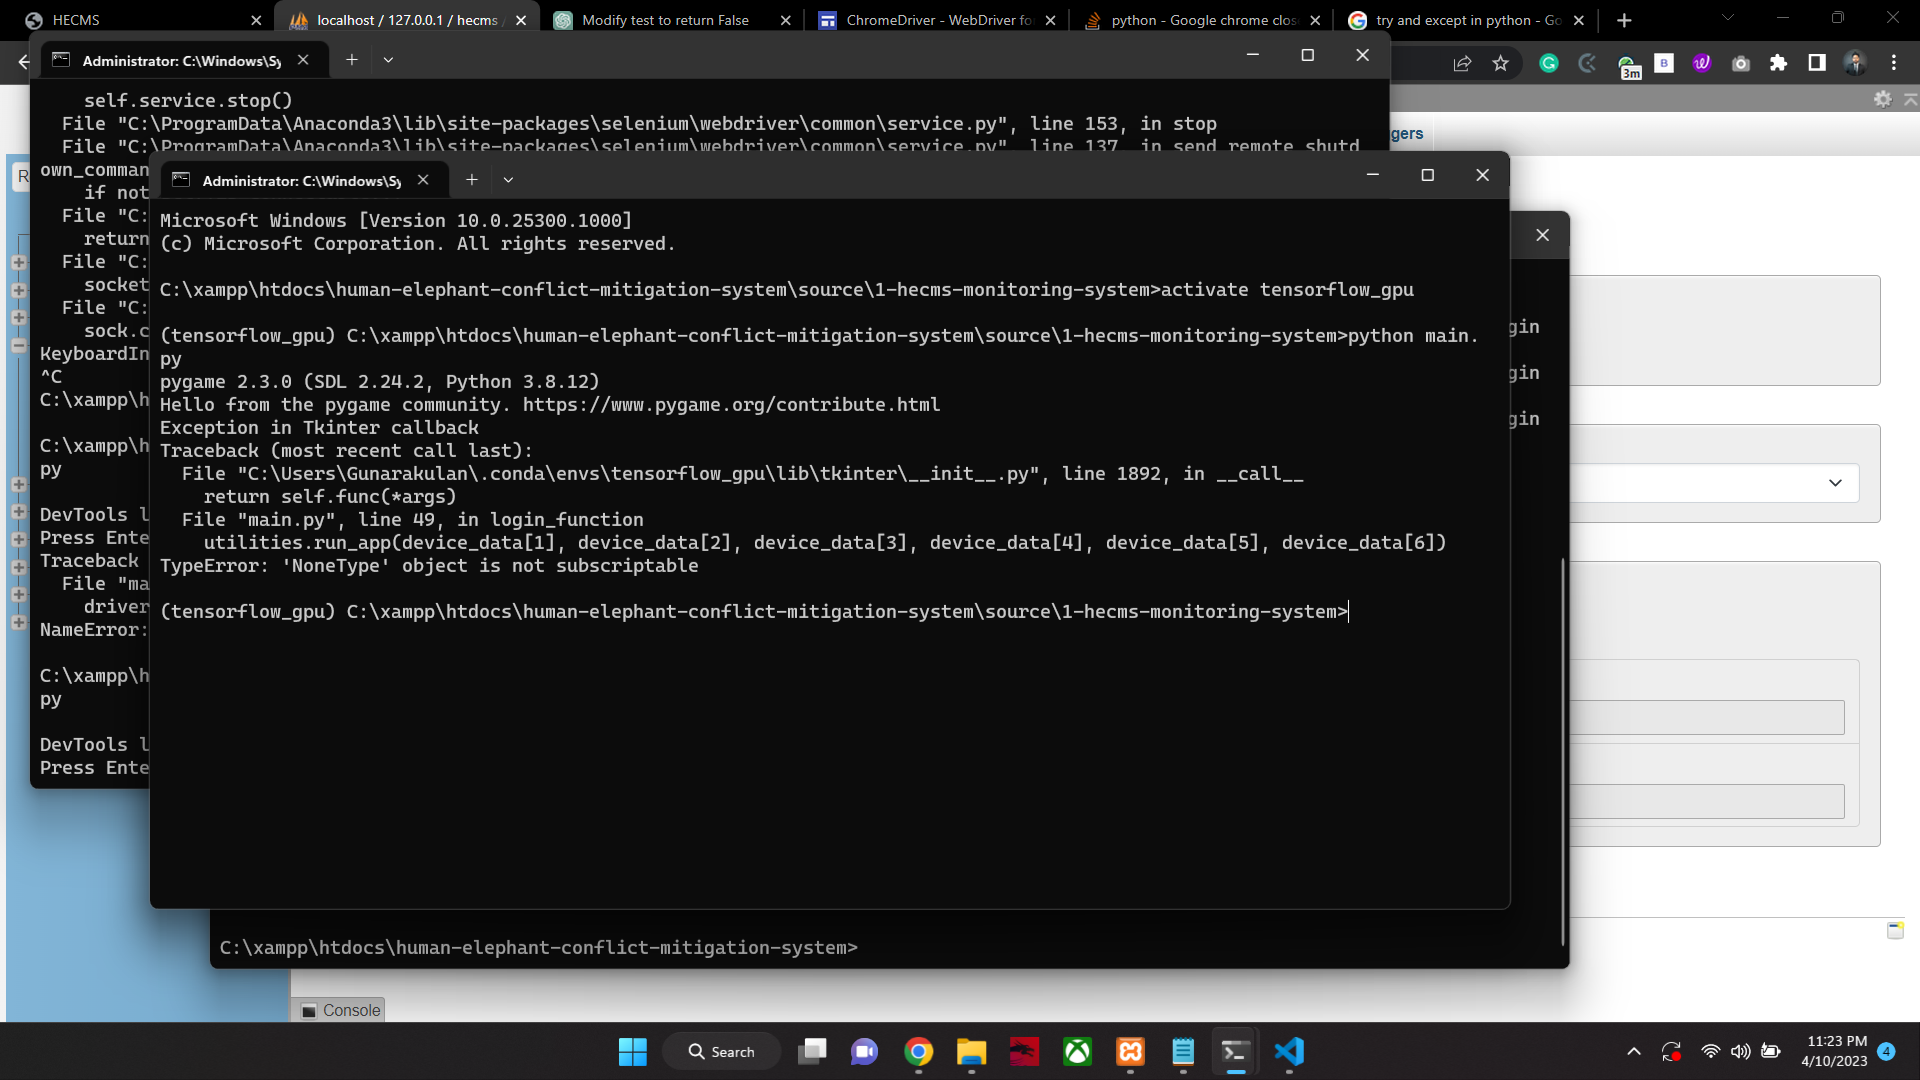 HECMS
localhost / 127.0.0.1 / hecms
Modify test to return False
ChromeDriver - WebDriver fo
python - Google chrome clos
try and except in python - Go
Administrator: C:\Windows\Sy
3m
self.service.stop()
File "C:\ProgramData\Anaconda3\lib\site-packages\selenium\webdriver\common\service.py", line 153, in stop
File "C:\ProgramData\Anaconda3\lib\site-packages\selenium\webdriver\common\service.py", line 137, in send_remote_shutd
own_comman
if not
File "C:
return
File "C:
socket
File "C:
sock.c
KeyboardIn
^C
C:\xampp\h
C:\xampp\h
py
DevTools l
Press Ente
Traceback
File "ma
driver
NameError:
C:\xampp\h
py
DevTools l
Press Ente
gers
R
Administrator: C:\Windows\Sy
Microsoft Windows [Version 10.0.25300.1000]
(c) Microsoft Corporation. All rights reserved.
C:\xampp\htdocs\human-elephant-conflict-mitigation-system\source\1-hecms-monitoring-system>activate tensorflow_gpu
(tensorflow_gpu) C:\xampp\htdocs\human-elephant-conflict-mitigation-system\source\1-hecms-monitoring-system>python main.
py
pygame 2.3.0 (SDL 2.24.2, Python 3.8.12)
Hello from the pygame community. https://www.pygame.org/contribute.html
Exception in Tkinter callback
Traceback (most recent call last):
File "C:\Users\Gunarakulan\.conda\envs\tensorflow_gpu\lib\tkinter\__init__.py", line 1892, in __call__
return self.func(*args)
File "main.py", line 49, in login_function
utilities.run_app(device_data[1], device_data[2], device_data[3], device_data[4], device_data[5], device_data[6])
TypeError: 'NoneType' object is not subscriptable
(tensorflow_gpu) C:\xampp\htdocs\human-elephant-conflict-mitigation-system\source\1-hecms-monitoring-system>
gin
gin
gin
C:\xampp\htdocs\human-elephant-conflict-mitigation-system>
Console
Search
11:23 PM
4/10/2023
4